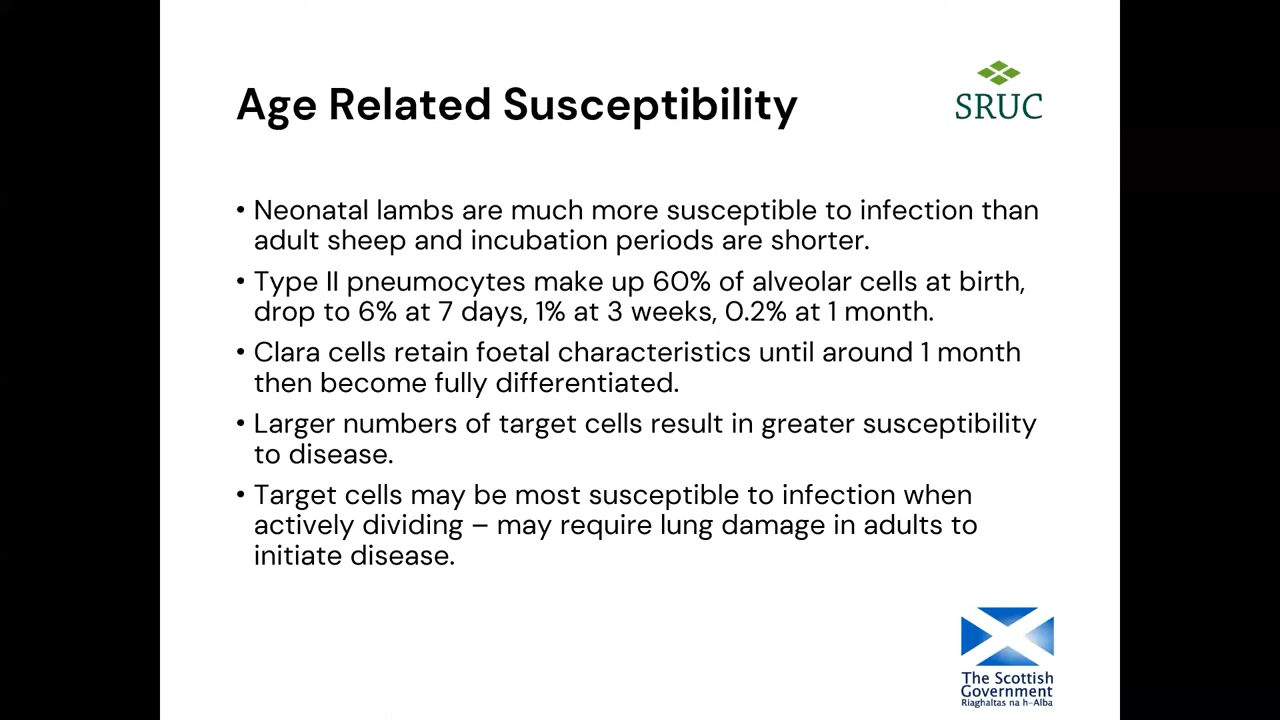 Age Related Susceptibility
SRUC
• Neonatal lambs are much more susceptible to infection than
adult sheep and incubation periods are shorter.
• Type II pneumocytes make up 60% of alveolar cells at birth,
drop to 6% at 7 days, 1% at 3 weeks, 0.2% at 1 month.
• Clara cells retain foetal characteristics until around 1 month
then become fully differentiated.
• Larger numbers of target cells result in greater susceptibility
to disease.
• Target cells may be most susceptible to infection when
actively dividing – may require lung damage in adults to
initiate disease.
The Scottish
Government
Riaghaltas na h-Alba